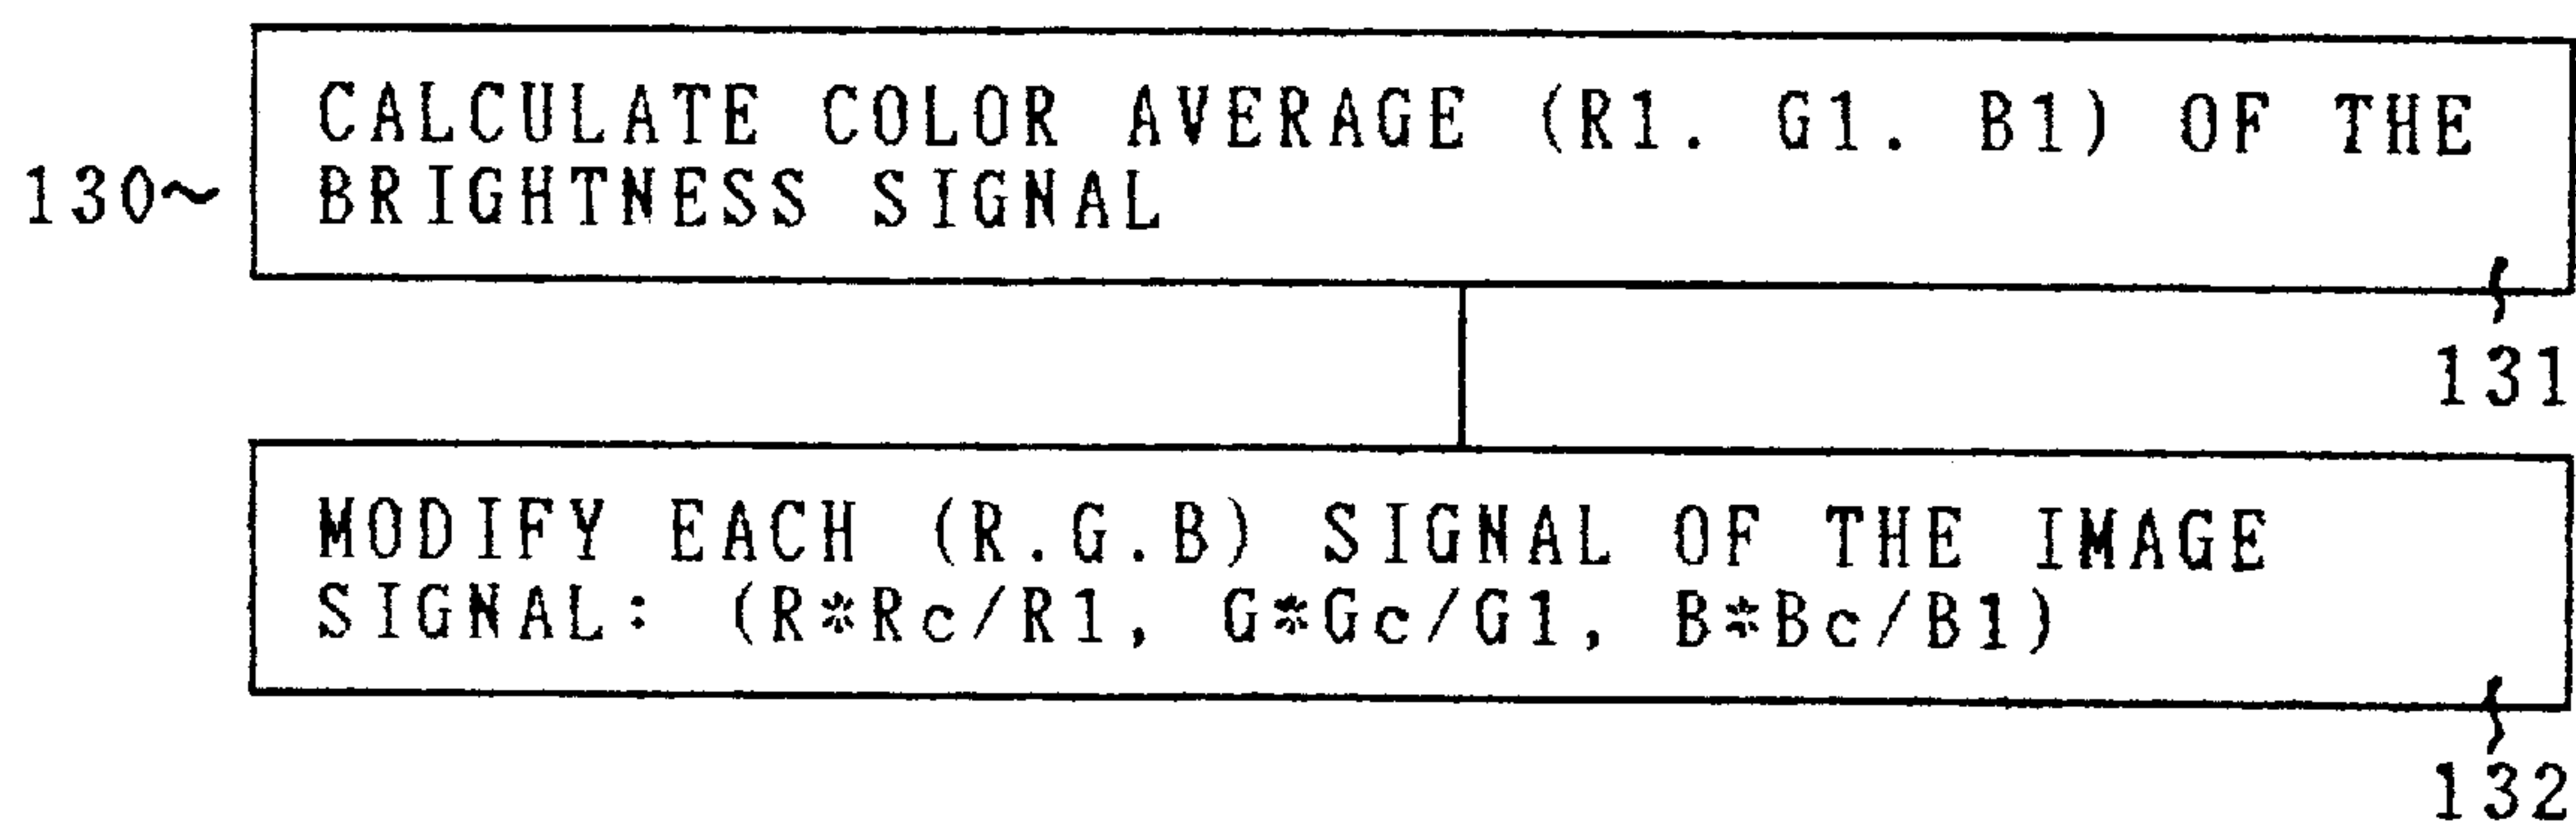 CALCULATE COLOR AVERAGE (R1. G1. B1) OF THE
130~ BRIGHTNESS SIGNAL
131
MODIFY EACH (R.G.B) SIGNAL OF THE IMAGE
SIGNAL: (R*Rc/R1, G*Gc/G1, B*Bc/B1)
132